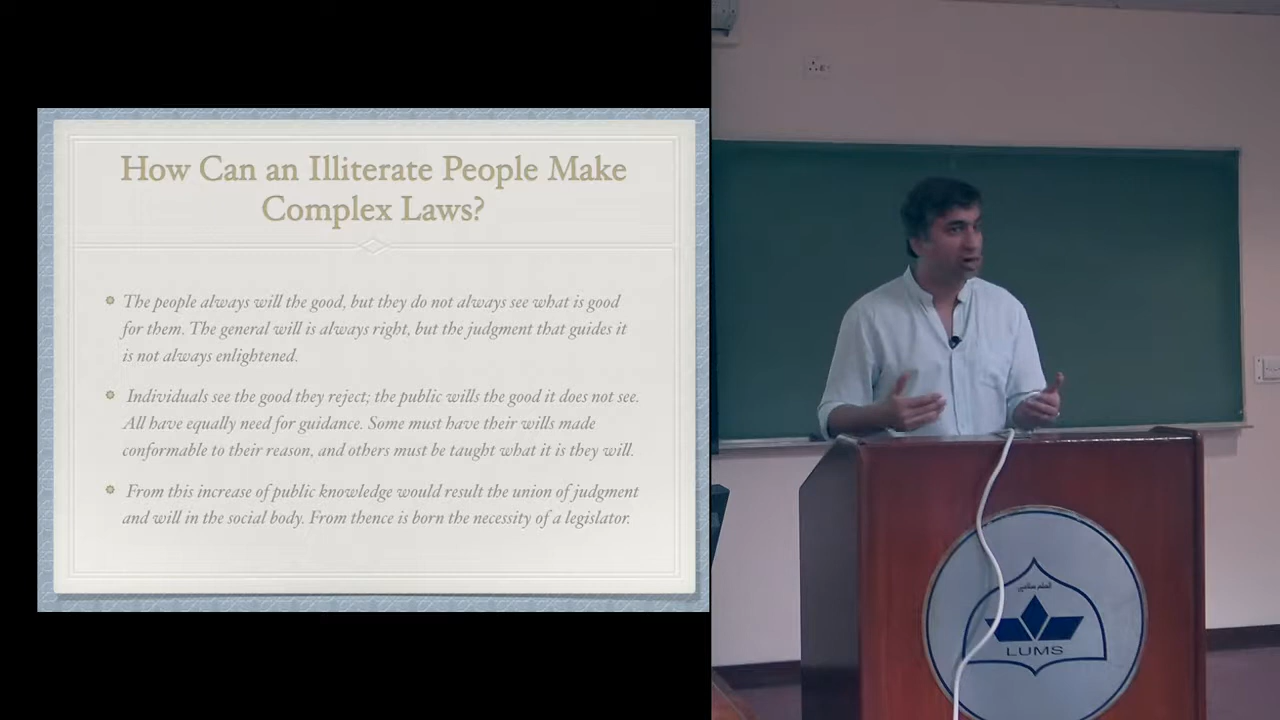 How Can an Illiterate People Make
Complex Laws?
The people always will the good, but they do not always see what is good
for them. The general will is always right, but the judgment that guides it
is not always enlightened.
Individuals see the good they reject; the public wills the good it does not see.
All have equally need for guidance. Some must have their wills made
conformable to their reason, and others must be taught what it is they will.
From this increase of public knowledge would result the union of judgment
and will in the social body. From thence is born the necessity of a legislator.
LUMS